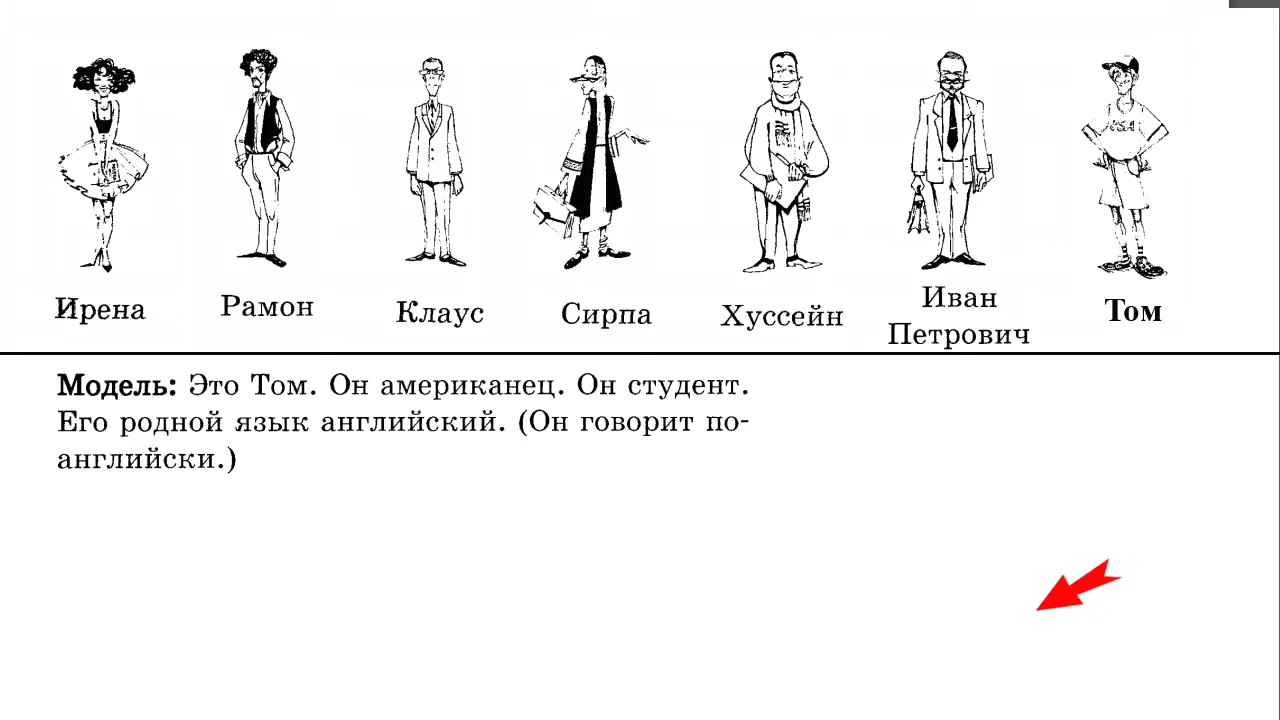 USA
Ирена
Рамон
Клаус
Сирпа
Хуссейн
Иван
Петрович
Том
Модель: Это Том. Он американец. Он студент.
Его родной язык английский. (Он говорит по-
английски.)